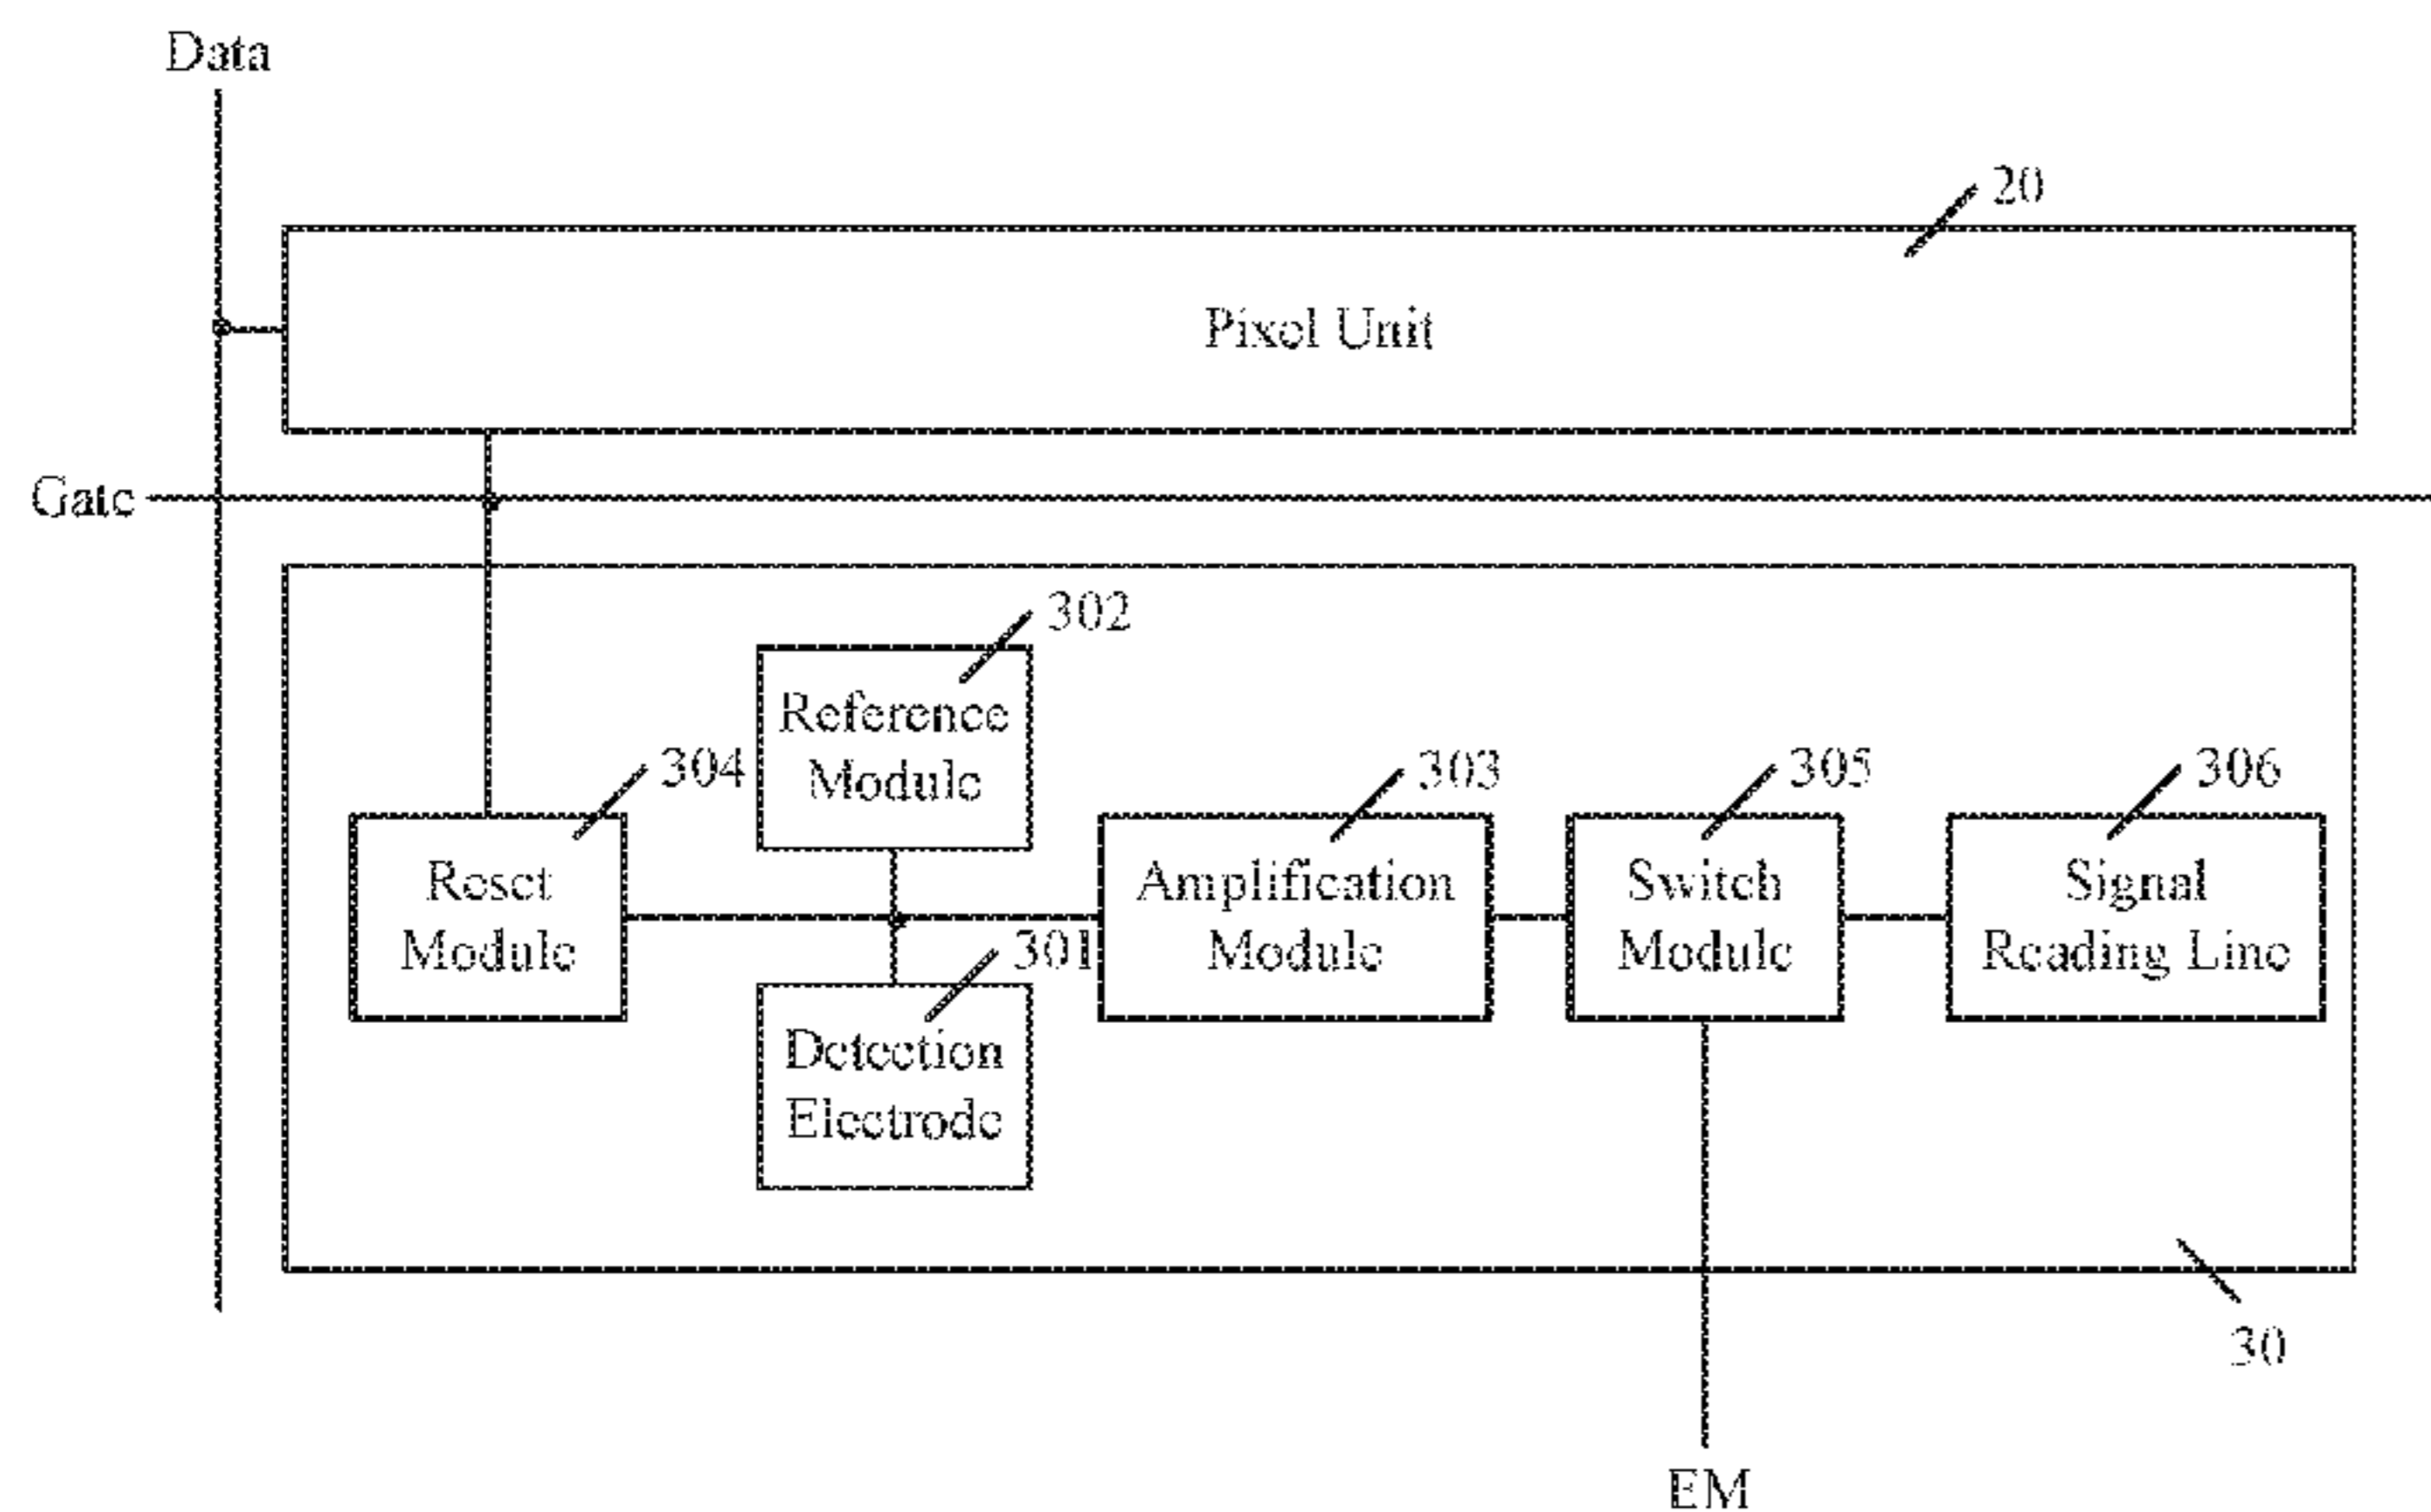 Data
20
Pixel Unit
Gate
302
Reference
Module
304
303
305
306
Reset
Module
Amplification
Module
Switch
Module
Signal
Reading Line
301
Detection
Electrode
30
EM